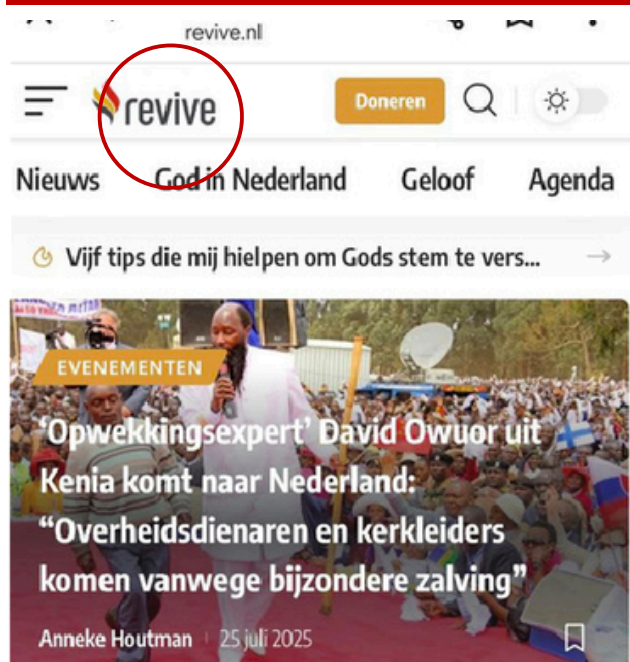 revive.nl
revive
Doneren
Nieuws God in Nederland Geloof Agenda
Vijf tips die mij hielpen om Gods stem te vers...
EVENEMENTEN
‘Opwekkingsexpert’ David Owuor uit
Kenia komt naar Nederland:
“Overheidsdienaren en kerkleiders
komen vanwege bijzondere zalving”
Anneke Houtman 25 juli 2025